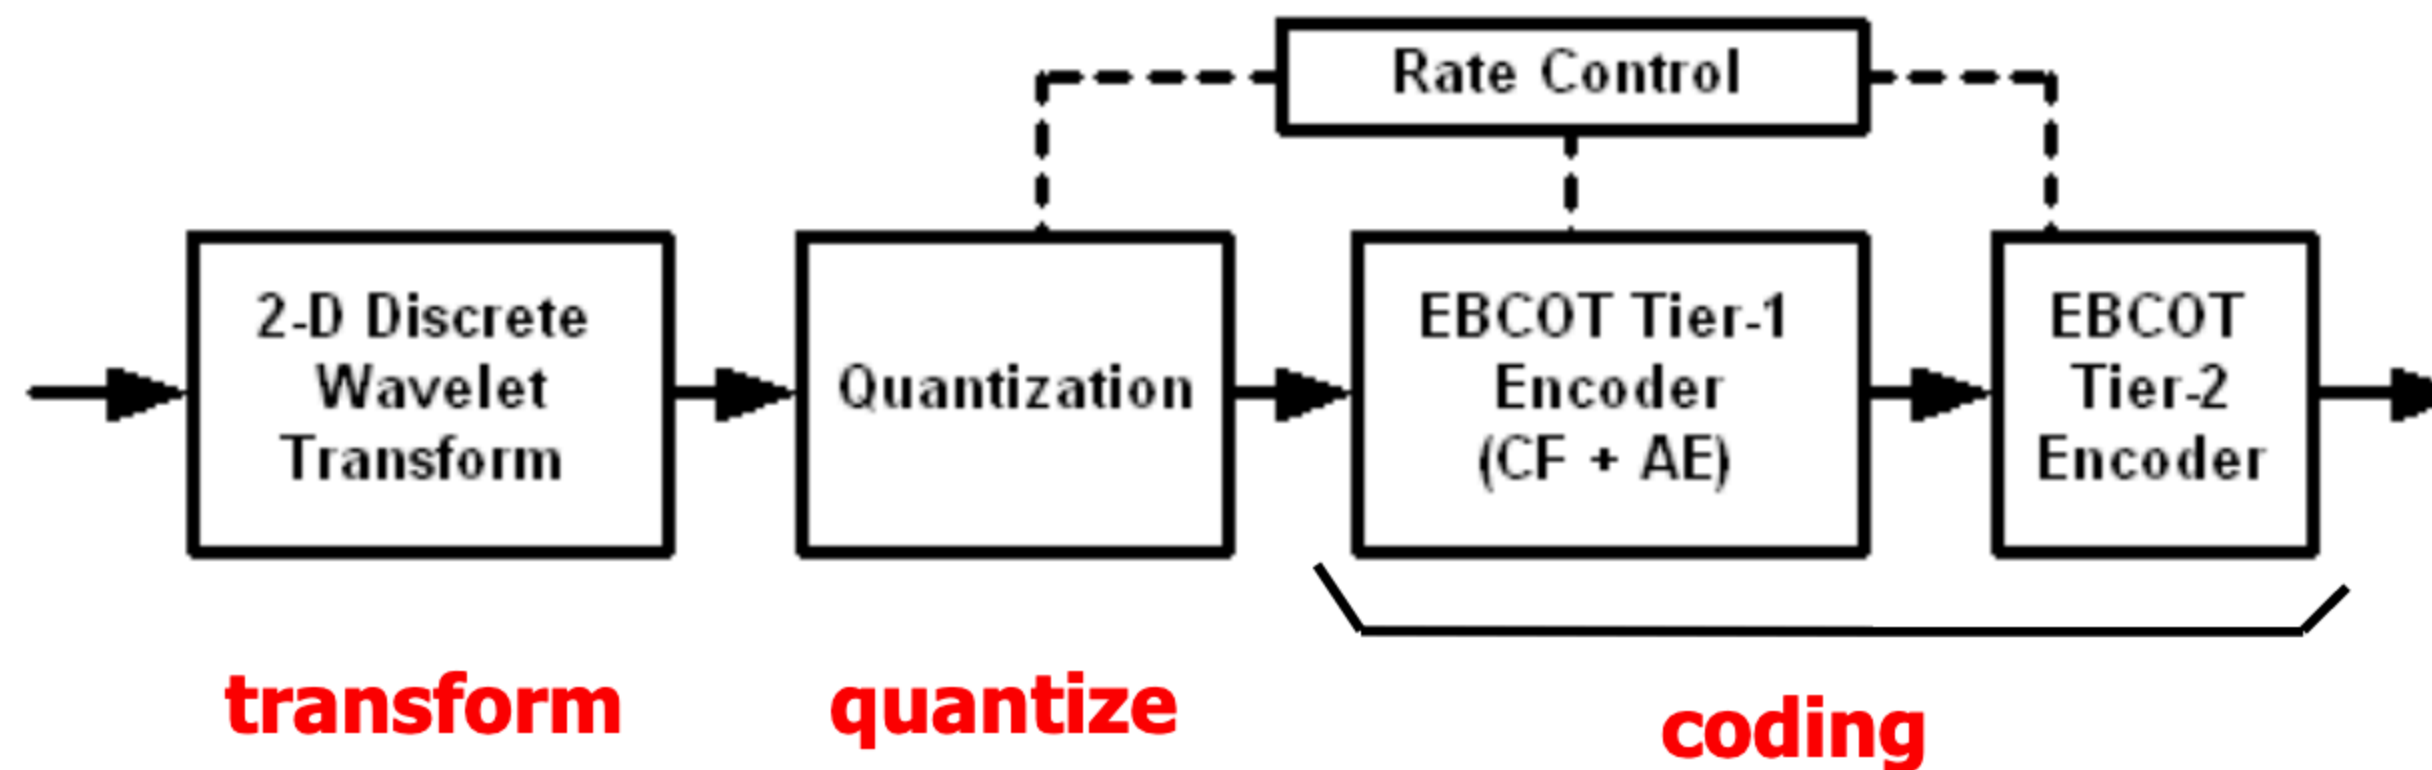 Rate Control
2-D Discrete
Wavelet
Transform
Quantization
EBCOT Tier-1
Encoder
(CF + AE)
EBCOT
Tier-2
Encoder
transform
quantize
coding